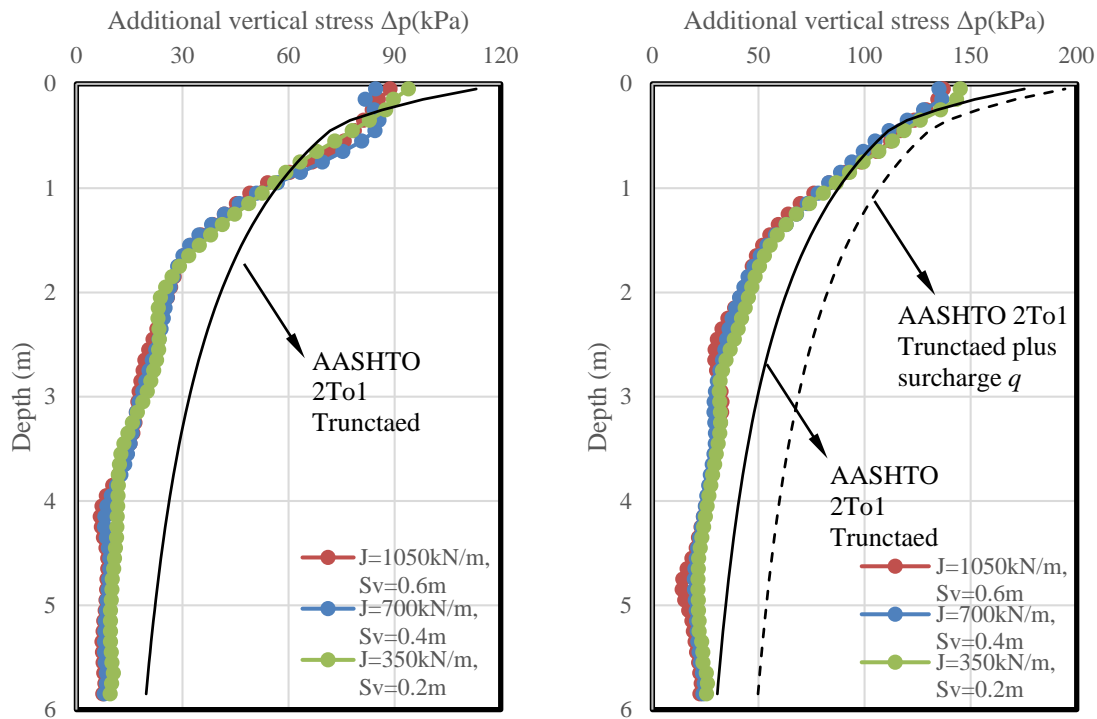 Additional vertical stress Δp(kPa)
0 30 60 90 120
0
1
2
3
4
5
6
Depth (m)
AASHTO
2To1
Trunctaed
J=1050kN/m,
Sv=0.6m
J=700kN/m,
Sv=0.4m
J=350kN/m,
Sv=0.2m
Additional vertical stress Δp(kPa)
0 50 100 150 200
0
1
2
3
4
5
6
Depth (m)
AASHTO 2To1
Trunctaed plus
surcharge q
AASHTO
2To1
Trunctaed
J=1050kN/m,
Sv=0.6m
J=700kN/m,
Sv=0.4m
J=350kN/m,
Sv=0.2m